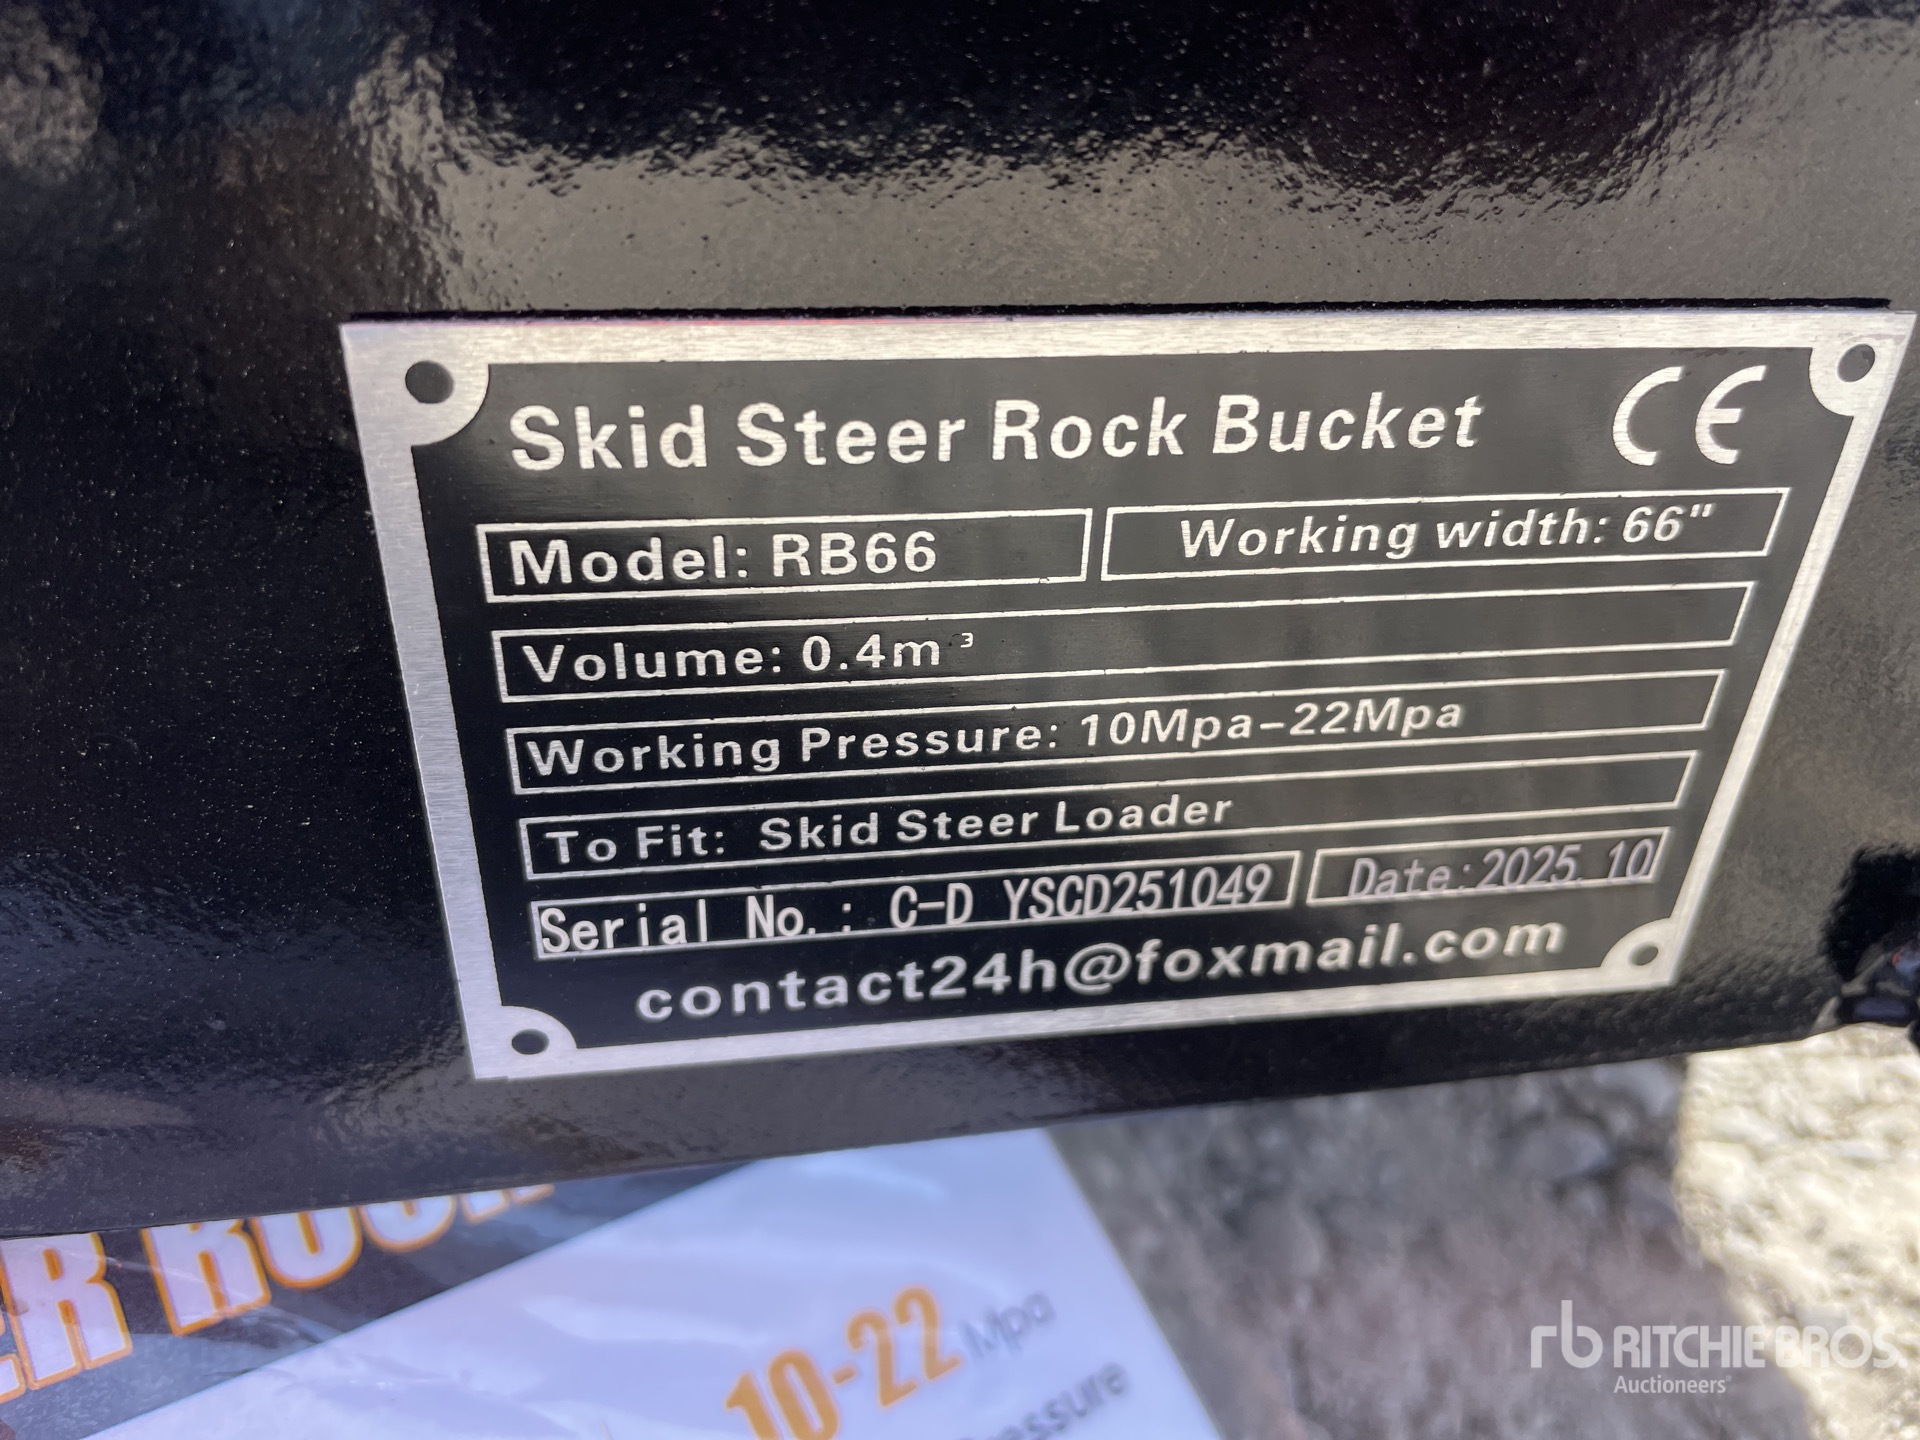 Skid Steer Rock Bucket CE
Model: RB66 Working width: 66"
Volume: 0.4m³
Working Pressure: 10Mpa-22Mpa
To Fit: Skid Steer Loader
Serial No.: C-D YSCD251049 Date:2025.10
contact24h@foxmail.com
10-22 Mpa
rb RITCHIE BROS.
Auctioneers